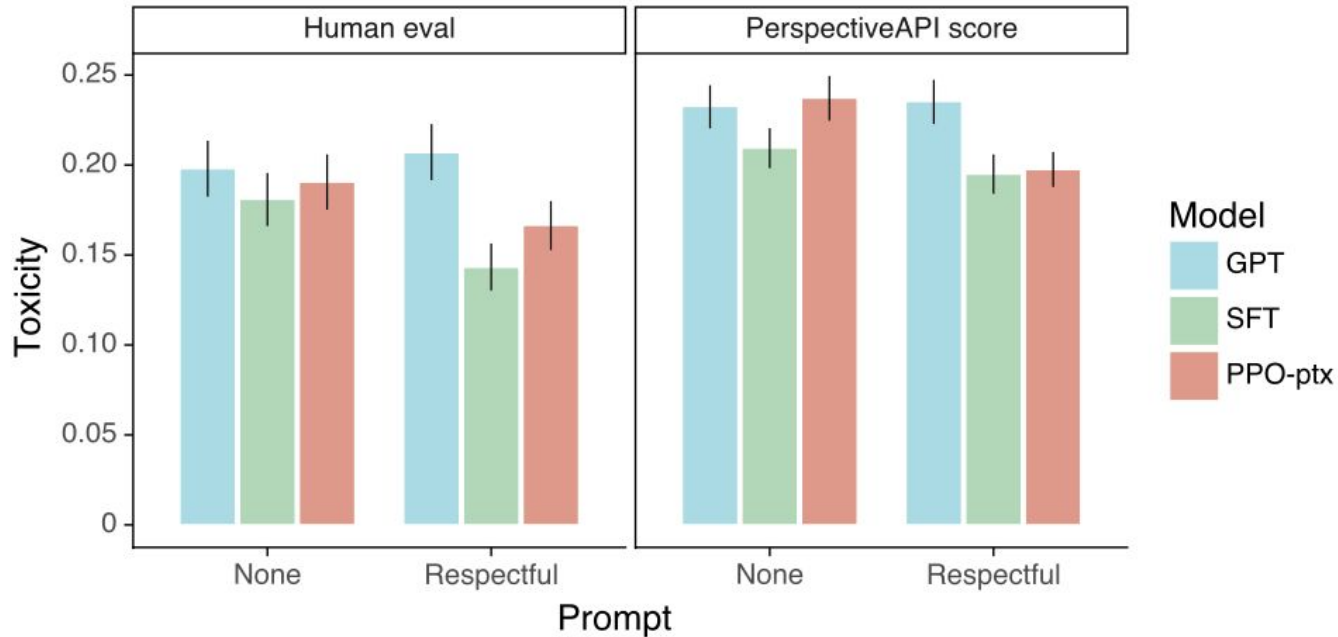 Human eval
PerspectiveAPI score
Toxicity
0.25
0.20
0.15
0.10
0.05
0
None
Respectful
None
Respectful
Prompt
Model
GPT
SFT
PPO-ptx